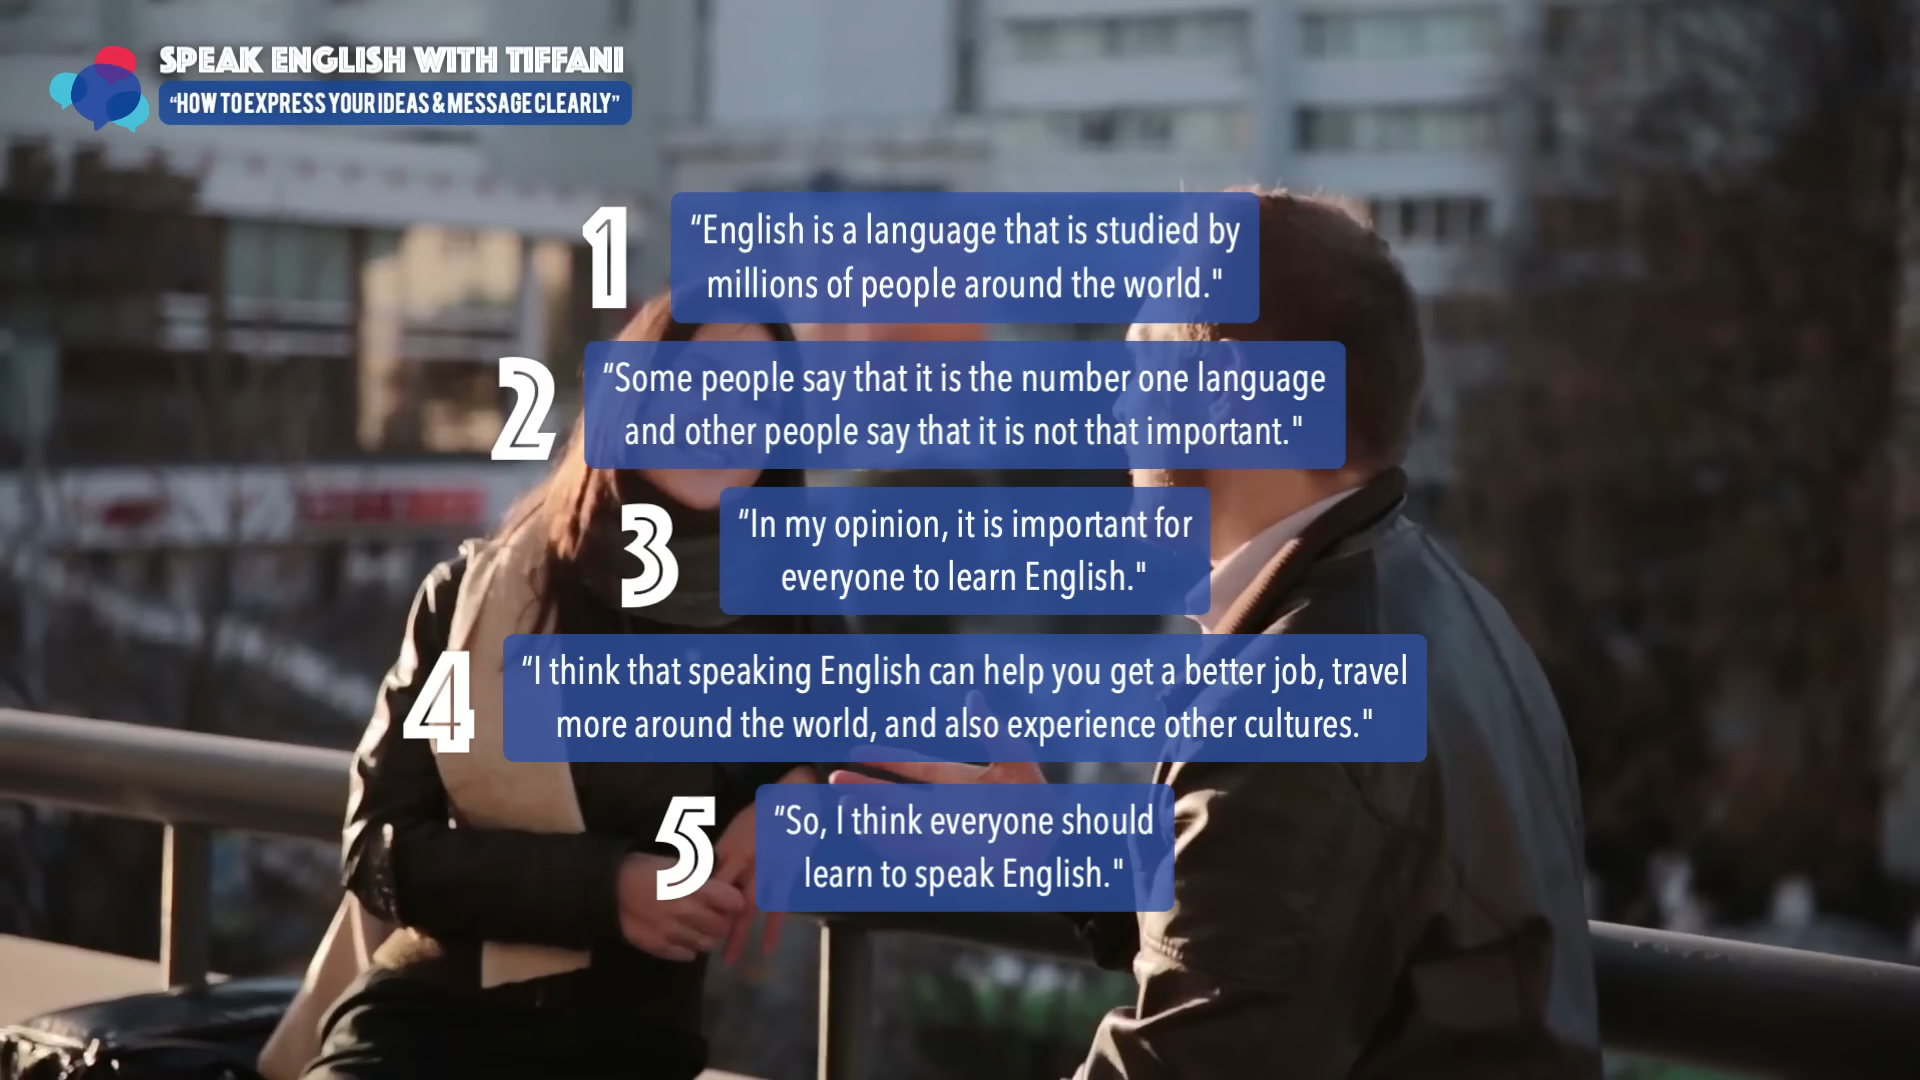 SPEAK ENGLISH WITH TIFFANI
“HOW TO EXPRESS YOUR IDEAS & MESSAGE CLEARLY”
1
“English is a language that is studied by
millions of people around the world."
2
“Some people say that it is the number one language
and other people say that it is not that important."
3
“In my opinion, it is important for
everyone to learn English."
4
“I think that speaking English can help you get a better job, travel
more around the world, and also experience other cultures."
5
“So, I think everyone should
learn to speak English."